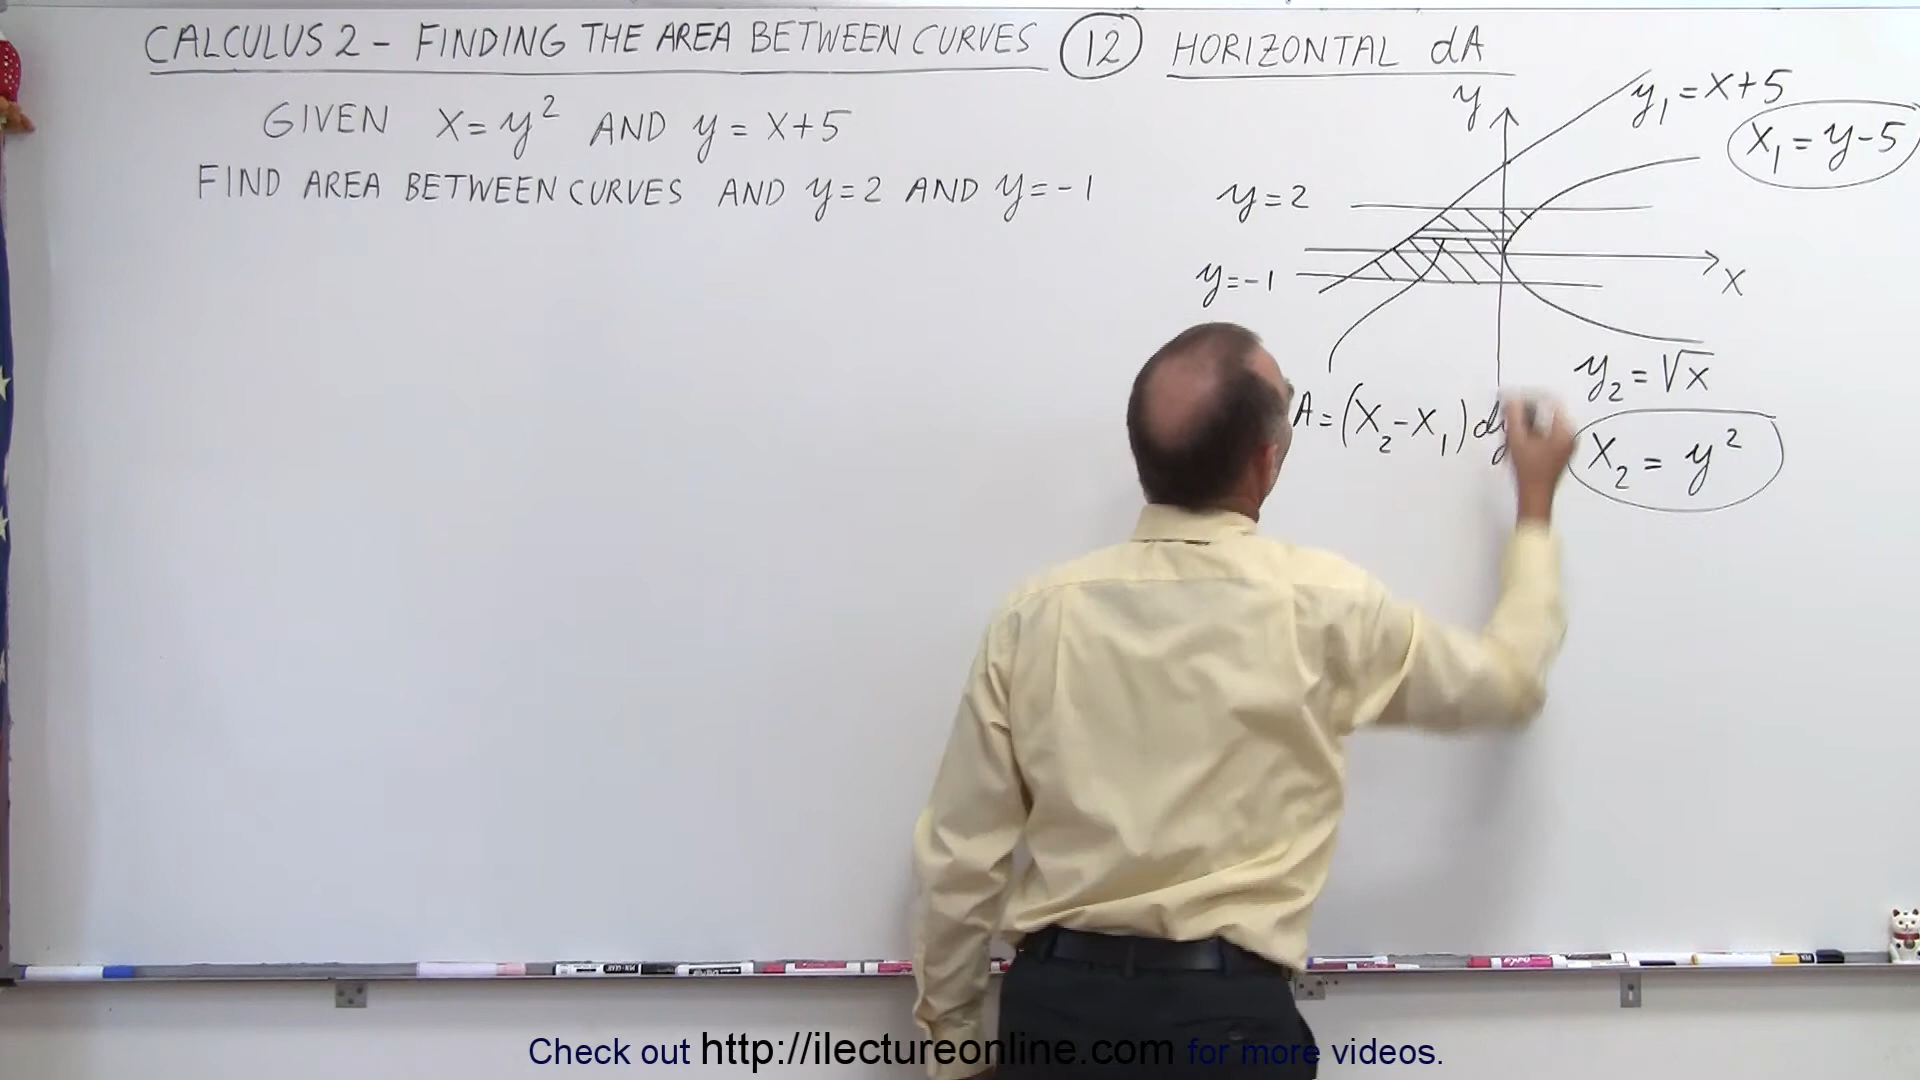 CALCULUS 2 - FINDING THE AREA BETWEEN CURVES 12 HORIZONTAL dA
GIVEN x = y² AND y = x+5
FIND AREA BETWEEN CURVES AND y=2 AND y=-1
y
y₁ = x+5
x₁ = y-5
y=2
y=-1
x
y₂ = √x
A = (x₂-x₁)dy
x₂ = y²
Check out http://ilectureonline.com for more videos.